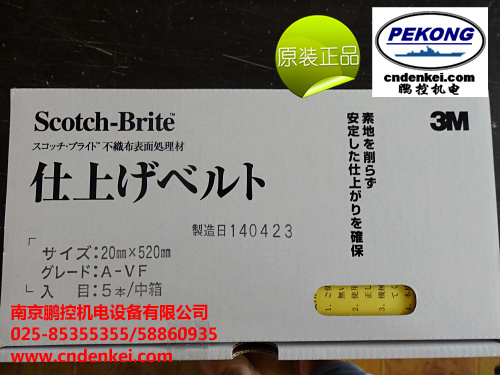 原装正品
PEKONG
cndenkei.com
鹏控机电
Scotch-Brite™
スコッチ・ブライト™不織布表面処理材
仕上げベルト
素地を削らず
安定した仕上がりを確保
3M
製造日140423
サイズ：20mm×520mm
グレード：A-VF
入 目：5本/中箱
南京鹏控机电设备有限公司
025-85355355/58860935
www.cndenkei.com